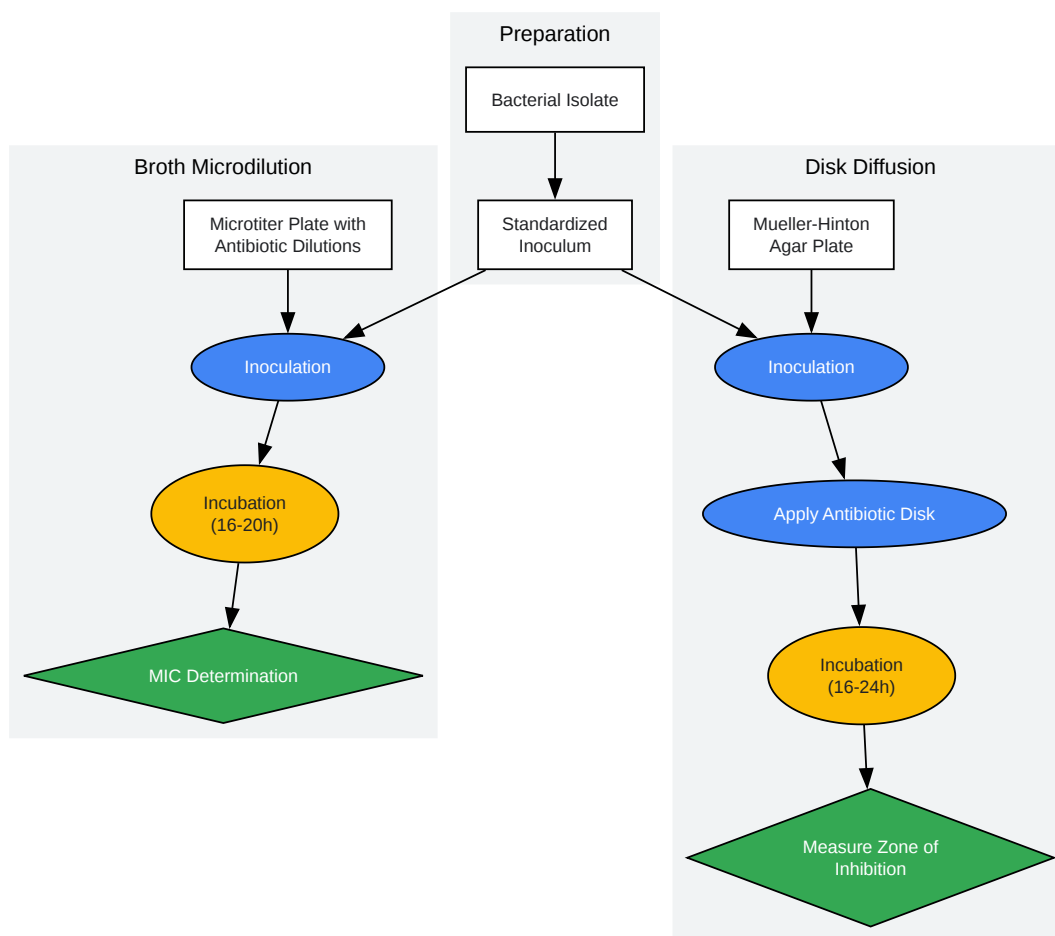 Preparation
Bacterial Isolate
Standardized
Inoculum
Broth Microdilution
Microtiter Plate with
Antibiotic Dilutions
Inoculation
Incubation
(16-20h)
MIC Determination
Disk Diffusion
Mueller-Hinton
Agar Plate
Inoculation
Apply Antibiotic Disk
Incubation
(16-24h)
Measure Zone of
Inhibition